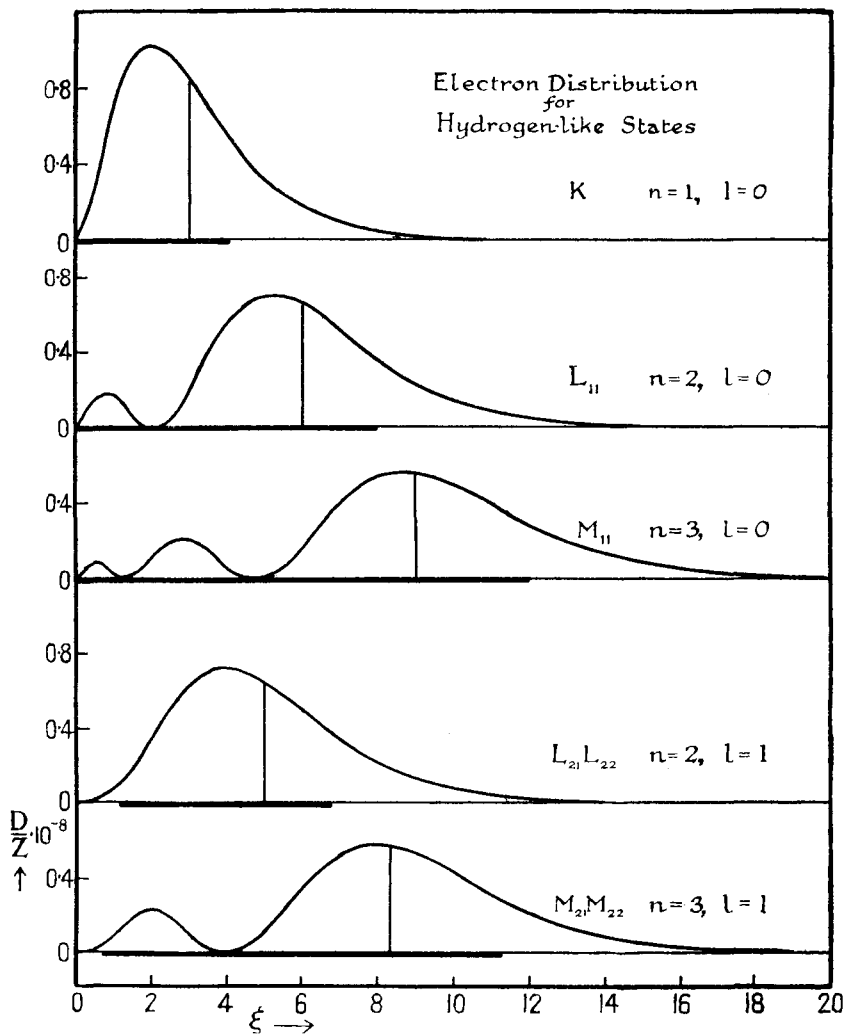 Electron Distribution
for
Hydrogen-like States
0·8
0·4
0
K n=1, l=0
0·8
0·4
0
L₁₁ n=2, l=0
0·4
0
M₁₁ n=3, l=0
0·8
0·4
0
L₂₁L₂₂ n=2, l=1
D/Z·10⁻⁸
↑
0·4
0
M₂₁M₂₂ n=3, l=1
0 2 4 6 8 10 12 14 16 18 20
ξ →